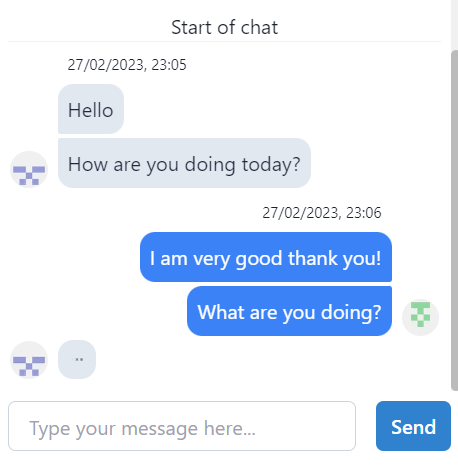 Start of chat
27/02/2023, 23:05
Hello
How are you doing today?
27/02/2023, 23:06
I am very good thank you!
What are you doing?
Type your message here...
Send